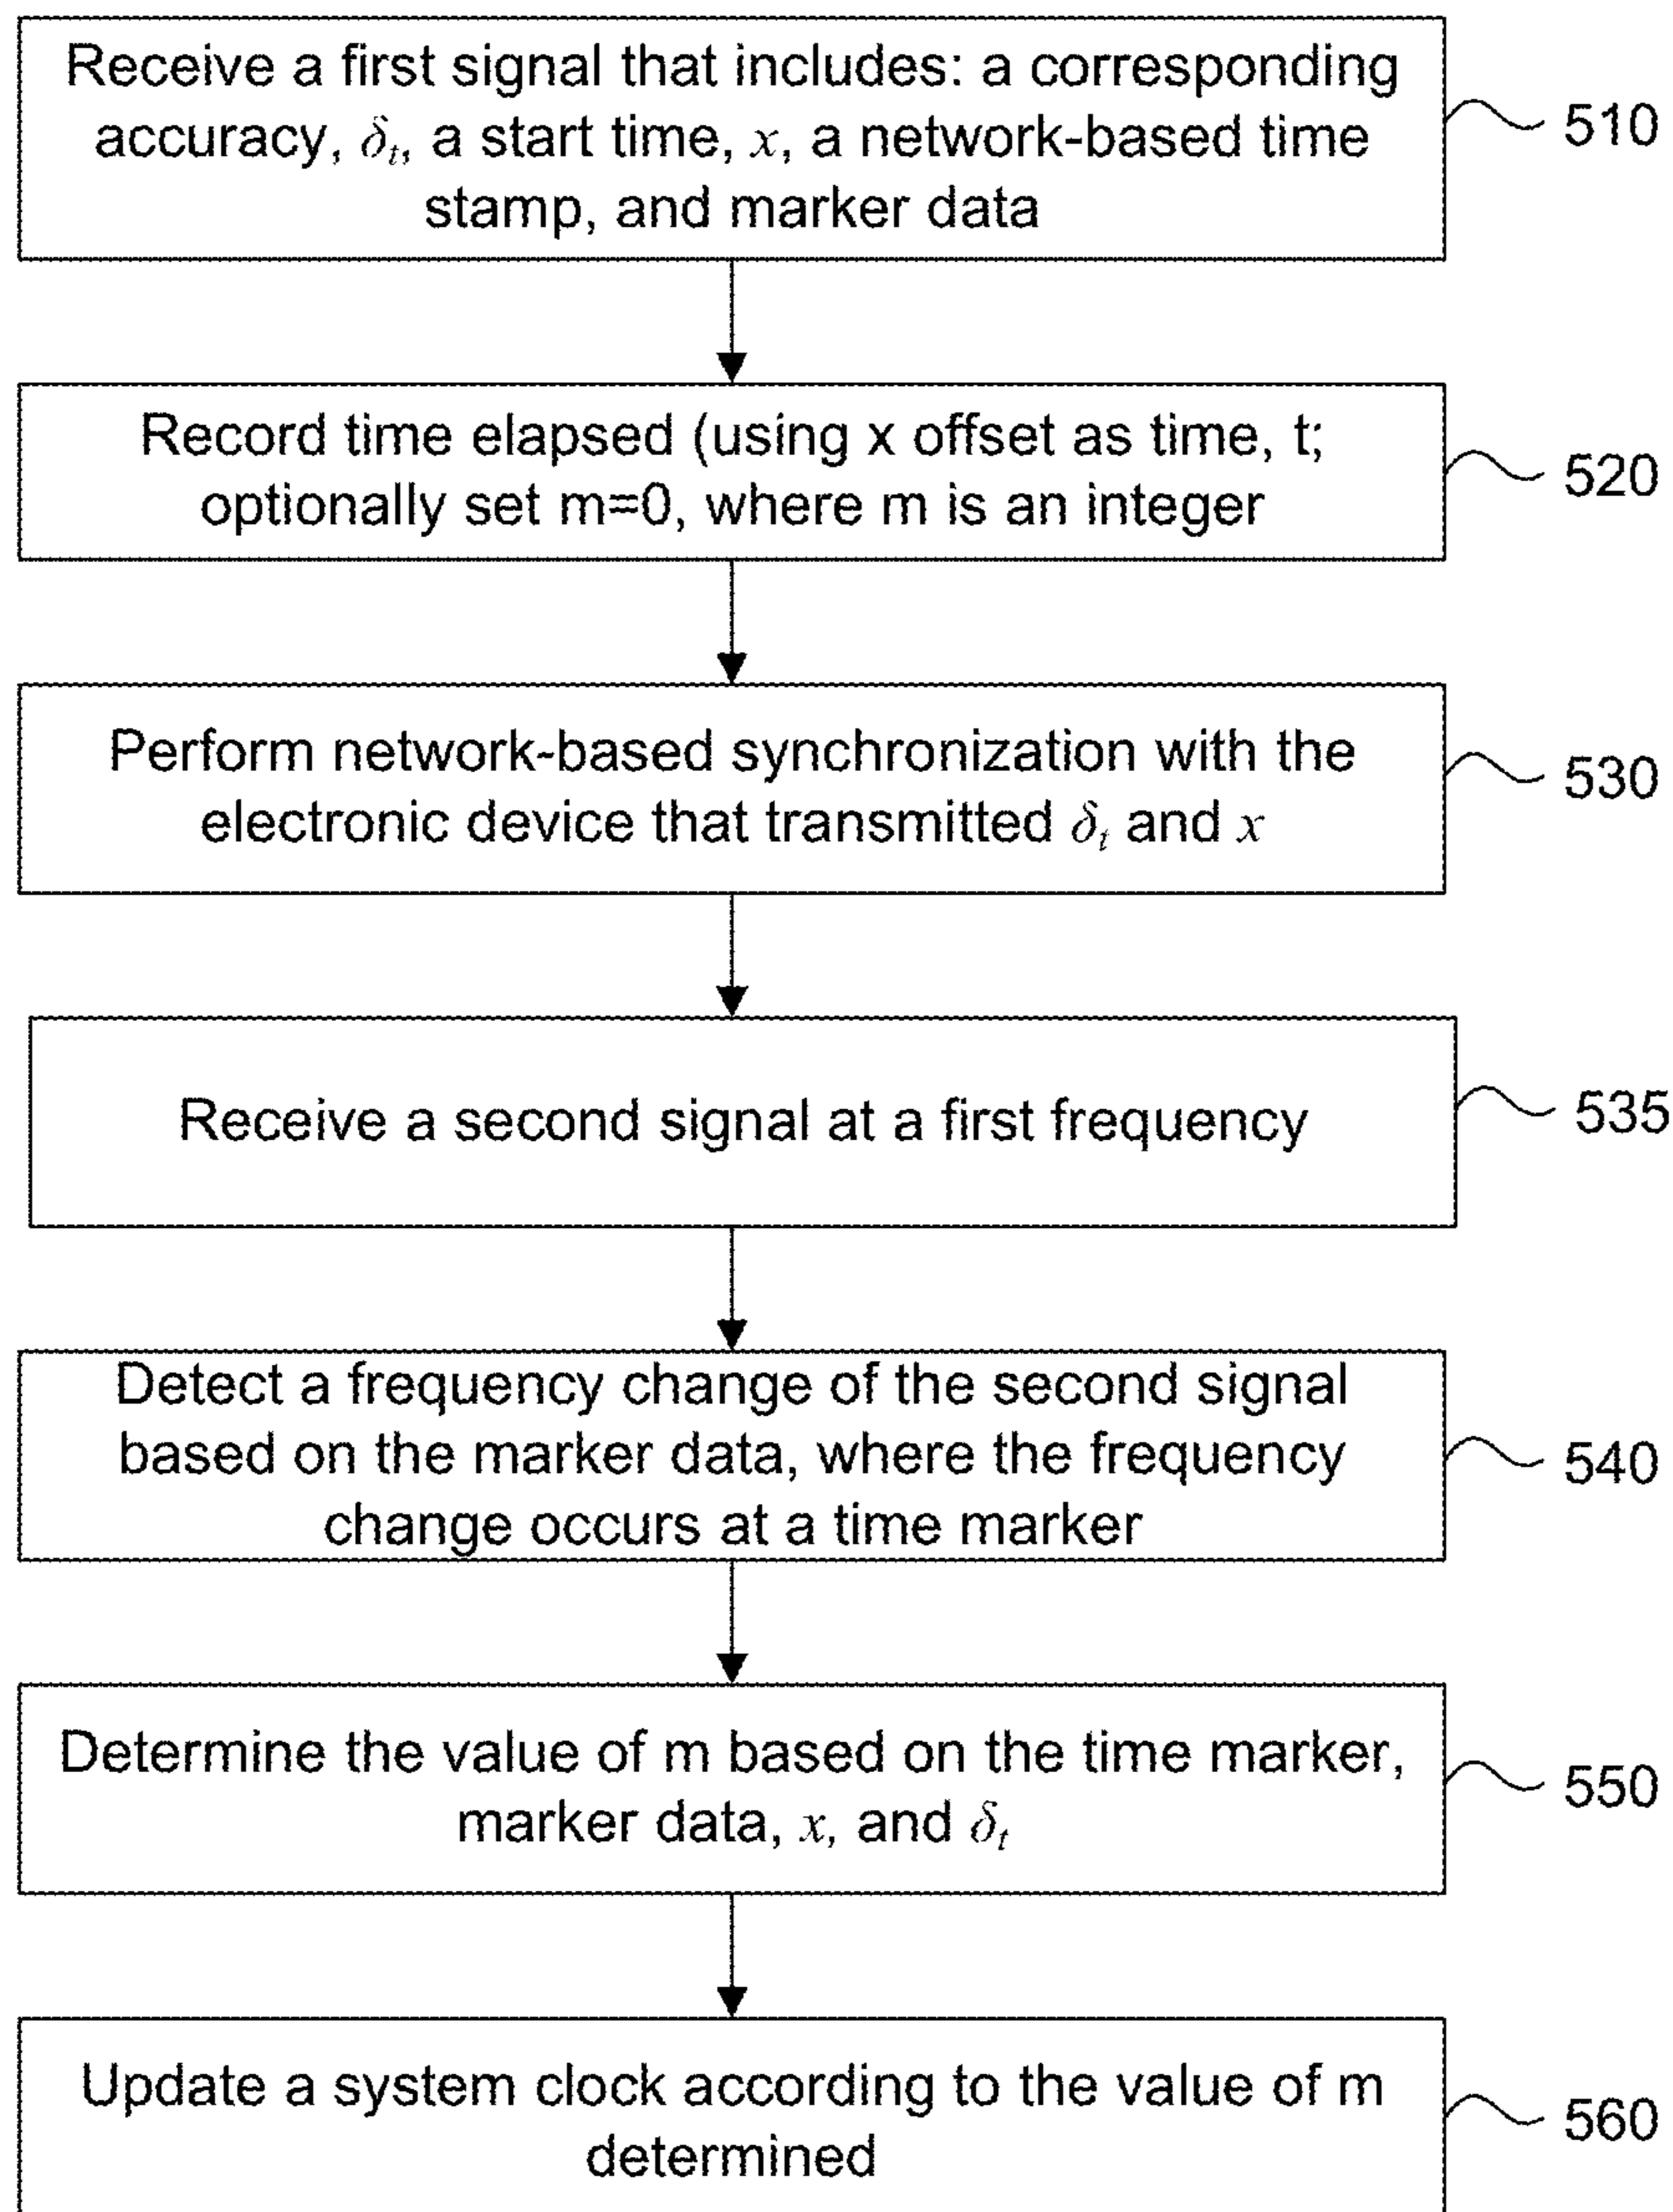 Receive a first signal that includes: a corresponding
accuracy, δt, a start time, x, a network-based time
stamp, and marker data
510
Record time elapsed (using x offset as time, t;
optionally set m=0, where m is an integer
520
Perform network-based synchronization with the
electronic device that transmitted δt and x
530
Receive a second signal at a first frequency
535
Detect a frequency change of the second signal
based on the marker data, where the frequency
change occurs at a time marker
540
Determine the value of m based on the time marker,
marker data, x, and δt
550
Update a system clock according to the value of m
determined
560